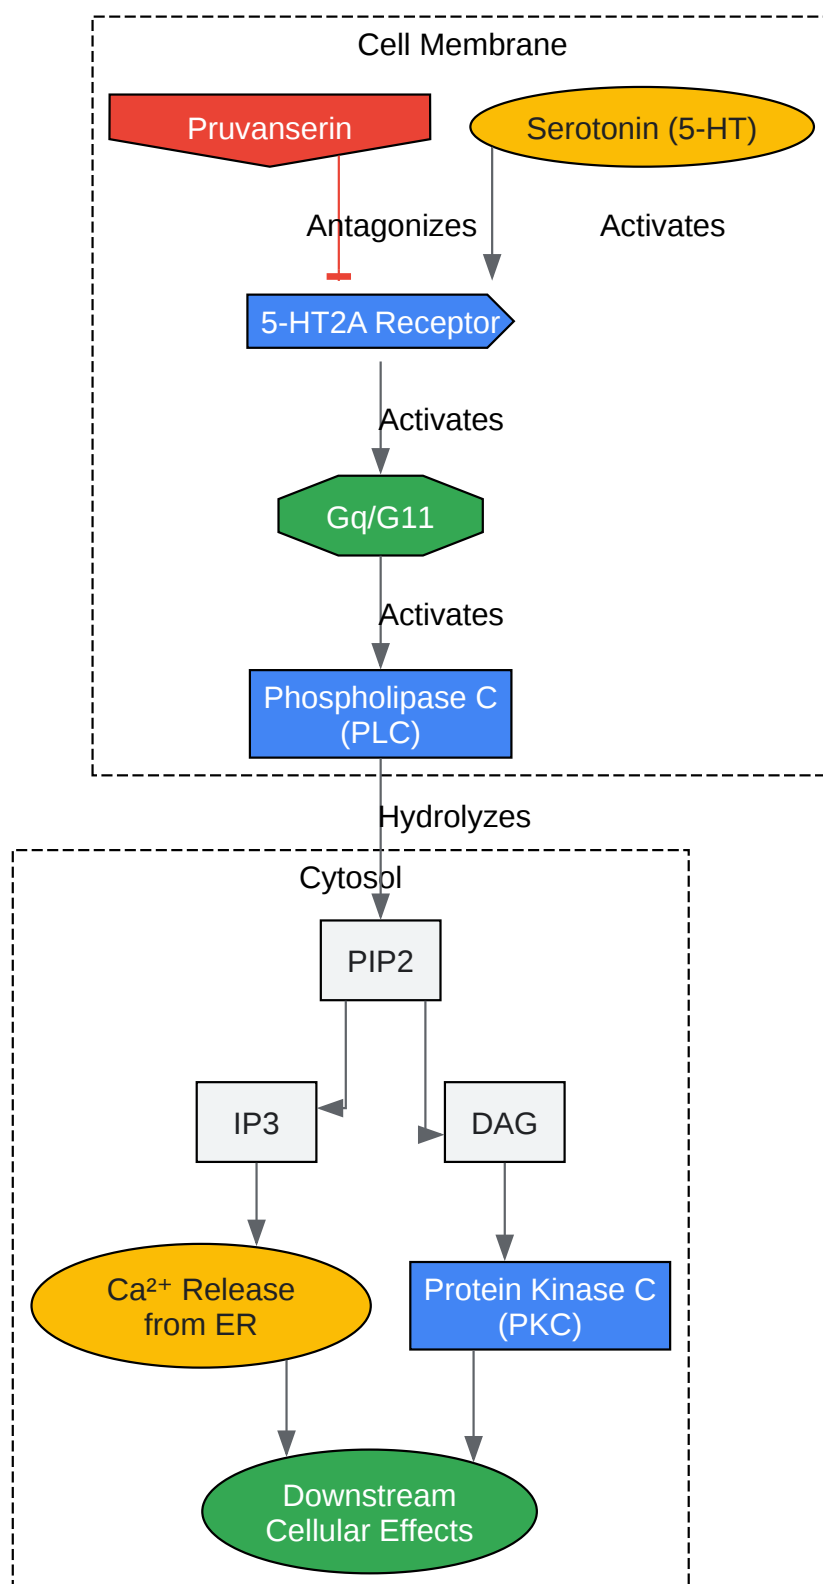 Cell Membrane
Pruvanserin
Serotonin (5-HT)
Antagonizes
Activates
5-HT2A Receptor
Activates
Gq/G11
Activates
Phospholipase C
(PLC)
Hydrolyzes
Cytosol
PIP2
IP3
DAG
Ca²⁺ Release
from ER
Protein Kinase C
(PKC)
Downstream
Cellular Effects